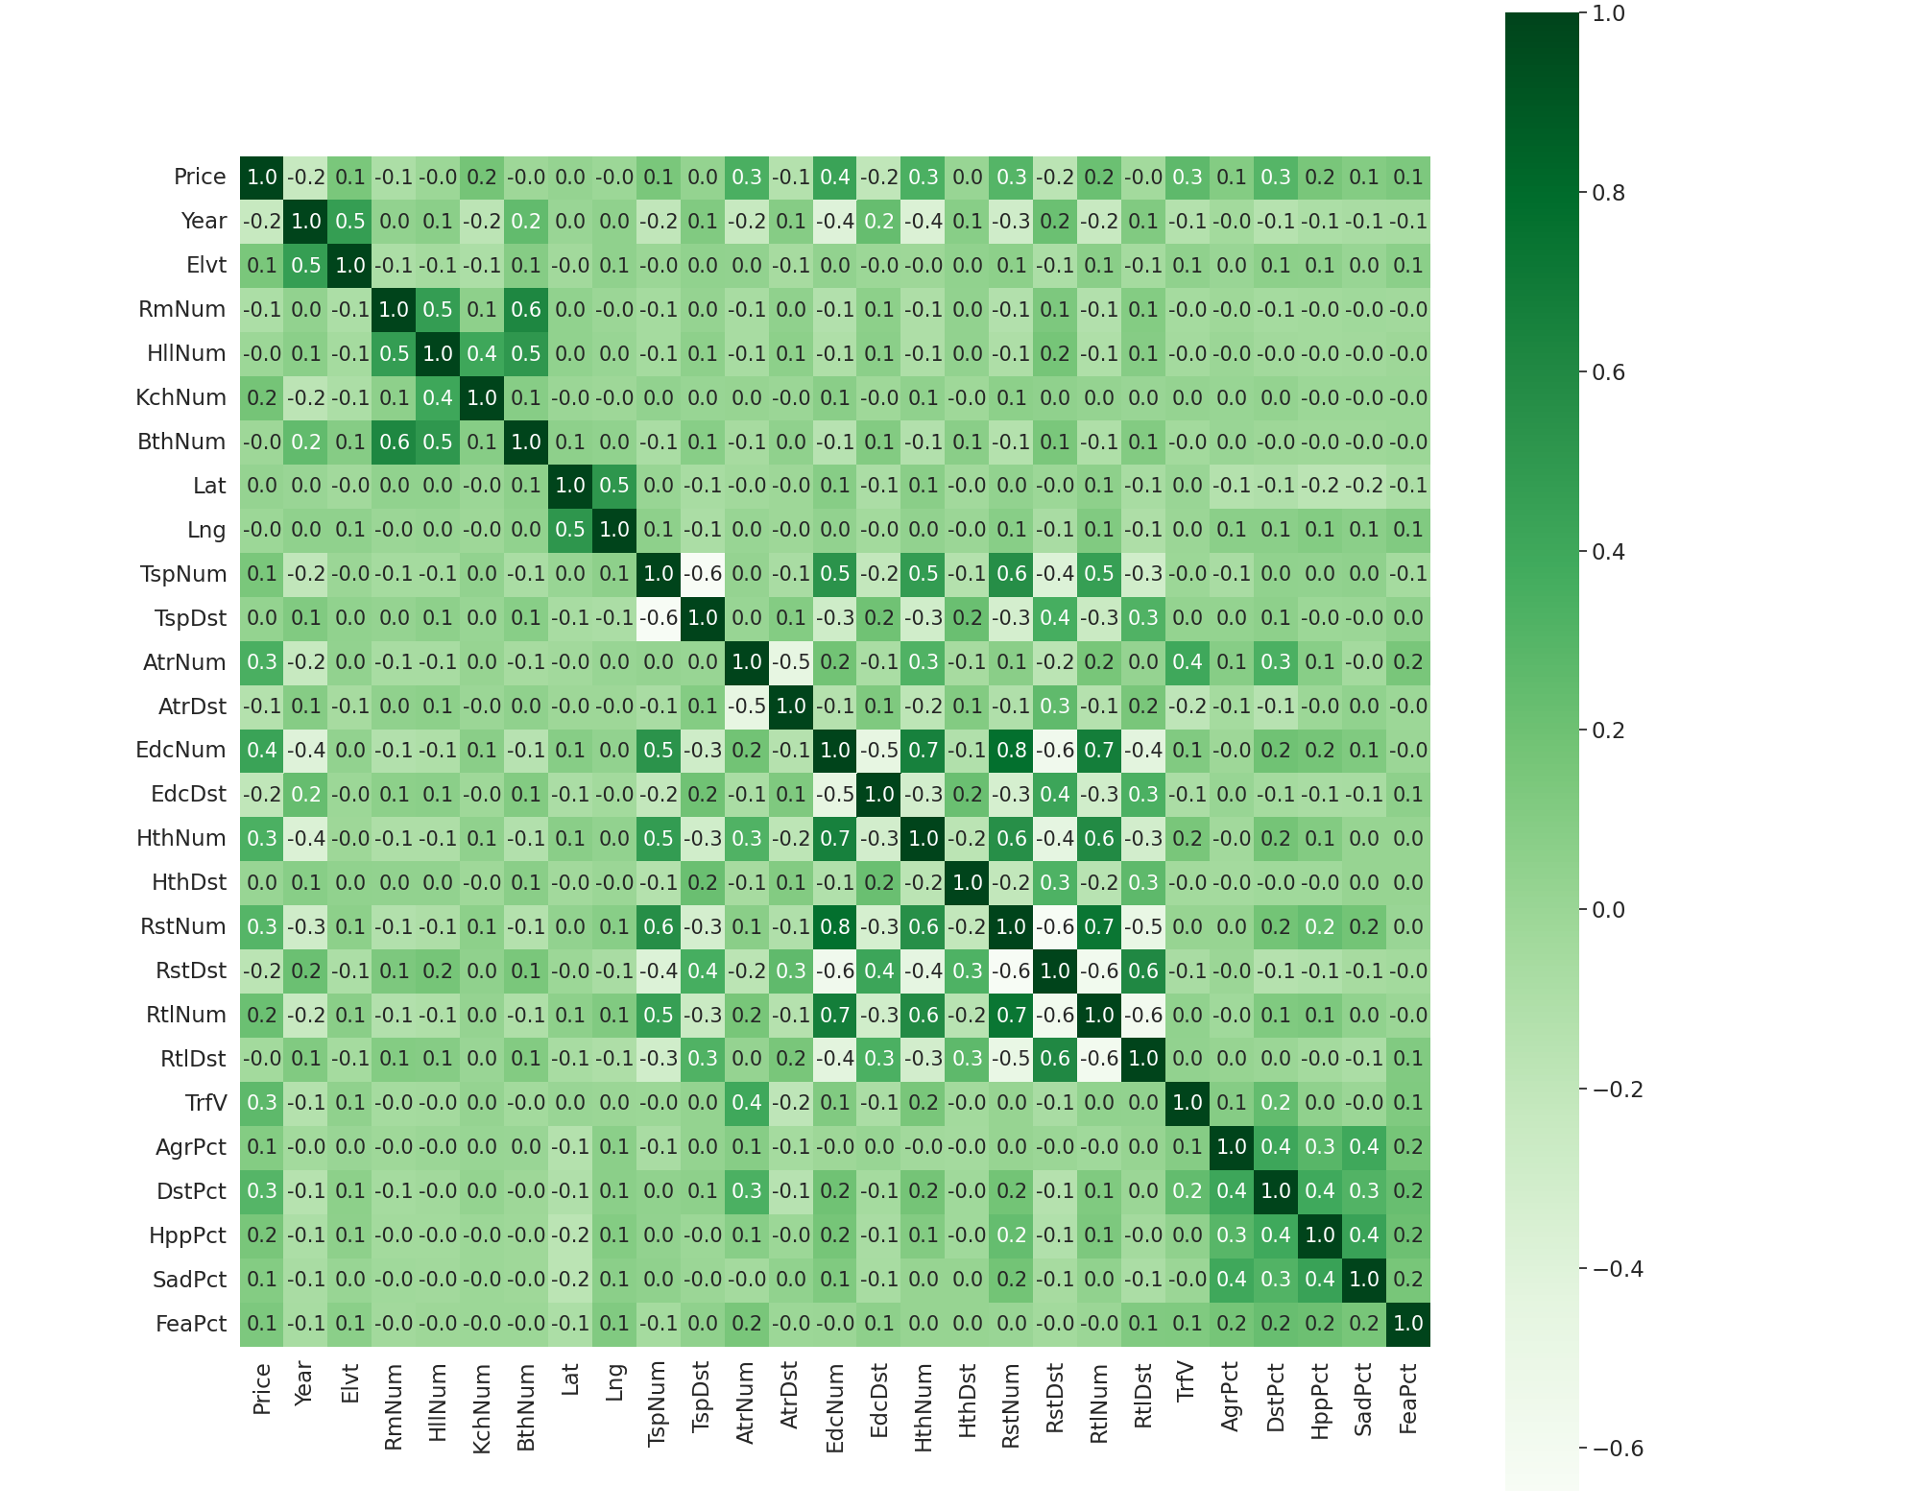 1.0
Price 1.0 -0.2 0.1 -0.1 -0.0 0.2 -0.0 0.0 -0.0 0.1 0.0 0.3 -0.1 0.4 -0.2 0.3 0.0 0.3 -0.2 0.2 -0.0 0.3 0.1 0.3 0.2 0.1 0.1
0.8
Year -0.2 1.0 0.5 0.0 0.1 -0.2 0.2 0.0 0.0 -0.2 0.1 -0.2 0.1 -0.4 0.2 -0.4 0.1 -0.3 0.2 -0.2 0.1 -0.1 -0.0 -0.1 -0.1 -0.1 -0.1
Elvt 0.1 0.5 1.0 -0.1 -0.1 -0.1 0.1 -0.0 0.1 -0.0 0.0 0.0 -0.1 0.0 -0.0 -0.0 0.0 0.1 -0.1 0.1 -0.1 0.1 0.0 0.1 0.1 0.0 0.1
RmNum -0.1 0.0 -0.1 1.0 0.5 0.1 0.6 0.0 -0.0 -0.1 0.0 -0.1 0.0 -0.1 0.1 -0.1 0.0 -0.1 0.1 -0.1 0.1 -0.0 -0.0 -0.1 -0.0 -0.0 -0.0
HllNum -0.0 0.1 -0.1 0.5 1.0 0.4 0.5 0.0 0.0 -0.1 0.1 -0.1 0.1 -0.1 0.1 -0.1 0.0 -0.1 0.2 -0.1 0.1 -0.0 -0.0 -0.0 -0.0 -0.0 -0.0
0.6
KchNum 0.2 -0.2 -0.1 0.1 0.4 1.0 0.1 -0.0 -0.0 0.0 0.0 0.0 -0.0 0.1 -0.0 0.1 -0.0 0.1 0.0 0.0 0.0 0.0 0.0 0.0 -0.0 -0.0 -0.0
BthNum -0.0 0.2 0.1 0.6 0.5 0.1 1.0 0.1 0.0 -0.1 0.1 -0.1 0.0 -0.1 0.1 -0.1 0.1 -0.1 0.1 -0.1 0.1 -0.0 0.0 -0.0 -0.0 -0.0 -0.0
Lat 0.0 0.0 -0.0 0.0 0.0 -0.0 0.1 1.0 0.5 0.0 -0.1 -0.0 -0.0 0.1 -0.1 0.1 -0.0 0.0 -0.0 0.1 -0.1 0.0 -0.1 -0.1 -0.2 -0.2 -0.1
Lng -0.0 0.0 0.1 -0.0 0.0 -0.0 0.0 0.5 1.0 0.1 -0.1 0.0 -0.0 0.0 -0.0 0.0 -0.0 0.1 -0.1 0.1 -0.1 0.0 0.1 0.1 0.1 0.1 0.1
0.4
TspNum 0.1 -0.2 -0.0 -0.1 -0.1 0.0 -0.1 0.0 0.1 1.0 -0.6 0.0 -0.1 0.5 -0.2 0.5 -0.1 0.6 -0.4 0.5 -0.3 -0.0 -0.1 0.0 0.0 0.0 -0.1
TspDst 0.0 0.1 0.0 0.0 0.1 0.0 0.1 -0.1 -0.1 -0.6 1.0 0.0 0.1 -0.3 0.2 -0.3 0.2 -0.3 0.4 -0.3 0.3 0.0 0.0 0.1 -0.0 -0.0 0.0
AtrNum 0.3 -0.2 0.0 -0.1 -0.1 0.0 -0.1 -0.0 0.0 0.0 0.0 1.0 -0.5 0.2 -0.1 0.3 -0.1 0.1 -0.2 0.2 0.0 0.4 0.1 0.3 0.1 -0.0 0.2
AtrDst -0.1 0.1 -0.1 0.0 0.1 -0.0 0.0 -0.0 -0.0 -0.1 0.1 -0.5 1.0 -0.1 0.1 -0.2 0.1 -0.1 0.3 -0.1 0.2 -0.2 -0.1 -0.1 -0.0 0.0 -0.0
0.2
EdcNum 0.4 -0.4 0.0 -0.1 -0.1 0.1 -0.1 0.1 0.0 0.5 -0.3 0.2 -0.1 1.0 -0.5 0.7 -0.1 0.8 -0.6 0.7 -0.4 0.1 -0.0 0.2 0.2 0.1 -0.0
EdcDst -0.2 0.2 -0.0 0.1 0.1 -0.0 0.1 -0.1 -0.0 -0.2 0.2 -0.1 0.1 -0.5 1.0 -0.3 0.2 -0.3 0.4 -0.3 0.3 -0.1 0.0 -0.1 -0.1 -0.1 0.1
HthNum 0.3 -0.4 -0.0 -0.1 -0.1 0.1 -0.1 0.1 0.0 0.5 -0.3 0.3 -0.2 0.7 -0.3 1.0 -0.2 0.6 -0.4 0.6 -0.3 0.2 -0.0 0.2 0.1 0.0 0.0
HthDst 0.0 0.1 0.0 0.0 0.0 -0.0 0.1 -0.0 -0.0 -0.1 0.2 -0.1 0.1 -0.1 0.2 -0.2 1.0 -0.2 0.3 -0.2 0.3 -0.0 -0.0 -0.0 -0.0 0.0 0.0
0.0
RstNum 0.3 -0.3 0.1 -0.1 -0.1 0.1 -0.1 0.0 0.1 0.6 -0.3 0.1 -0.1 0.8 -0.3 0.6 -0.2 1.0 -0.6 0.7 -0.5 0.0 0.0 0.2 0.2 0.2 0.0
RstDst -0.2 0.2 -0.1 0.1 0.2 0.0 0.1 -0.0 -0.1 -0.4 0.4 -0.2 0.3 -0.6 0.4 -0.4 0.3 -0.6 1.0 -0.6 0.6 -0.1 -0.0 -0.1 -0.1 -0.1 -0.0
RtlNum 0.2 -0.2 0.1 -0.1 -0.1 0.0 -0.1 0.1 0.1 0.5 -0.3 0.2 -0.1 0.7 -0.3 0.6 -0.2 0.7 -0.6 1.0 -0.6 0.0 -0.0 0.1 0.1 0.0 -0.0
RtlDst -0.0 0.1 -0.1 0.1 0.1 0.0 0.1 -0.1 -0.1 -0.3 0.3 0.0 0.2 -0.4 0.3 -0.3 0.3 -0.5 0.6 -0.6 1.0 0.0 0.0 0.0 -0.0 -0.1 0.1
−0.2
TrfV 0.3 -0.1 0.1 -0.0 -0.0 0.0 -0.0 0.0 0.0 -0.0 0.0 0.4 -0.2 0.1 -0.1 0.2 -0.0 0.0 -0.1 0.0 0.0 1.0 0.1 0.2 0.0 -0.0 0.1
AgrPct 0.1 -0.0 0.0 -0.0 -0.0 0.0 0.0 -0.1 0.1 -0.1 0.0 0.1 -0.1 -0.0 0.0 -0.0 -0.0 0.0 -0.0 -0.0 0.0 0.1 1.0 0.4 0.3 0.4 0.2
DstPct 0.3 -0.1 0.1 -0.1 -0.0 0.0 -0.0 -0.1 0.1 0.0 0.1 0.3 -0.1 0.2 -0.1 0.2 -0.0 0.2 -0.1 0.1 0.0 0.2 0.4 1.0 0.4 0.3 0.2
HppPct 0.2 -0.1 0.1 -0.0 -0.0 -0.0 -0.0 -0.2 0.1 0.0 -0.0 0.1 -0.0 0.2 -0.1 0.1 -0.0 0.2 -0.1 0.1 -0.0 0.0 0.3 0.4 1.0 0.4 0.2
−0.4
SadPct 0.1 -0.1 0.0 -0.0 -0.0 -0.0 -0.0 -0.2 0.1 0.0 -0.0 -0.0 0.0 0.1 -0.1 0.0 0.0 0.2 -0.1 0.0 -0.1 -0.0 0.4 0.3 0.4 1.0 0.2
FeaPct 0.1 -0.1 0.1 -0.0 -0.0 -0.0 -0.0 -0.1 0.1 -0.1 0.0 0.2 -0.0 -0.0 0.1 0.0 0.0 0.0 -0.0 -0.0 0.1 0.1 0.2 0.2 0.2 0.2 1.0
−0.6
Price Year Elvt RmNum HllNum KchNum BthNum Lat Lng TspNum TspDst AtrNum AtrDst EdcNum EdcDst HthNum HthDst RstNum RstDst RtlNum RtlDst TrfV AgrPct DstPct HppPct SadPct FeaPct